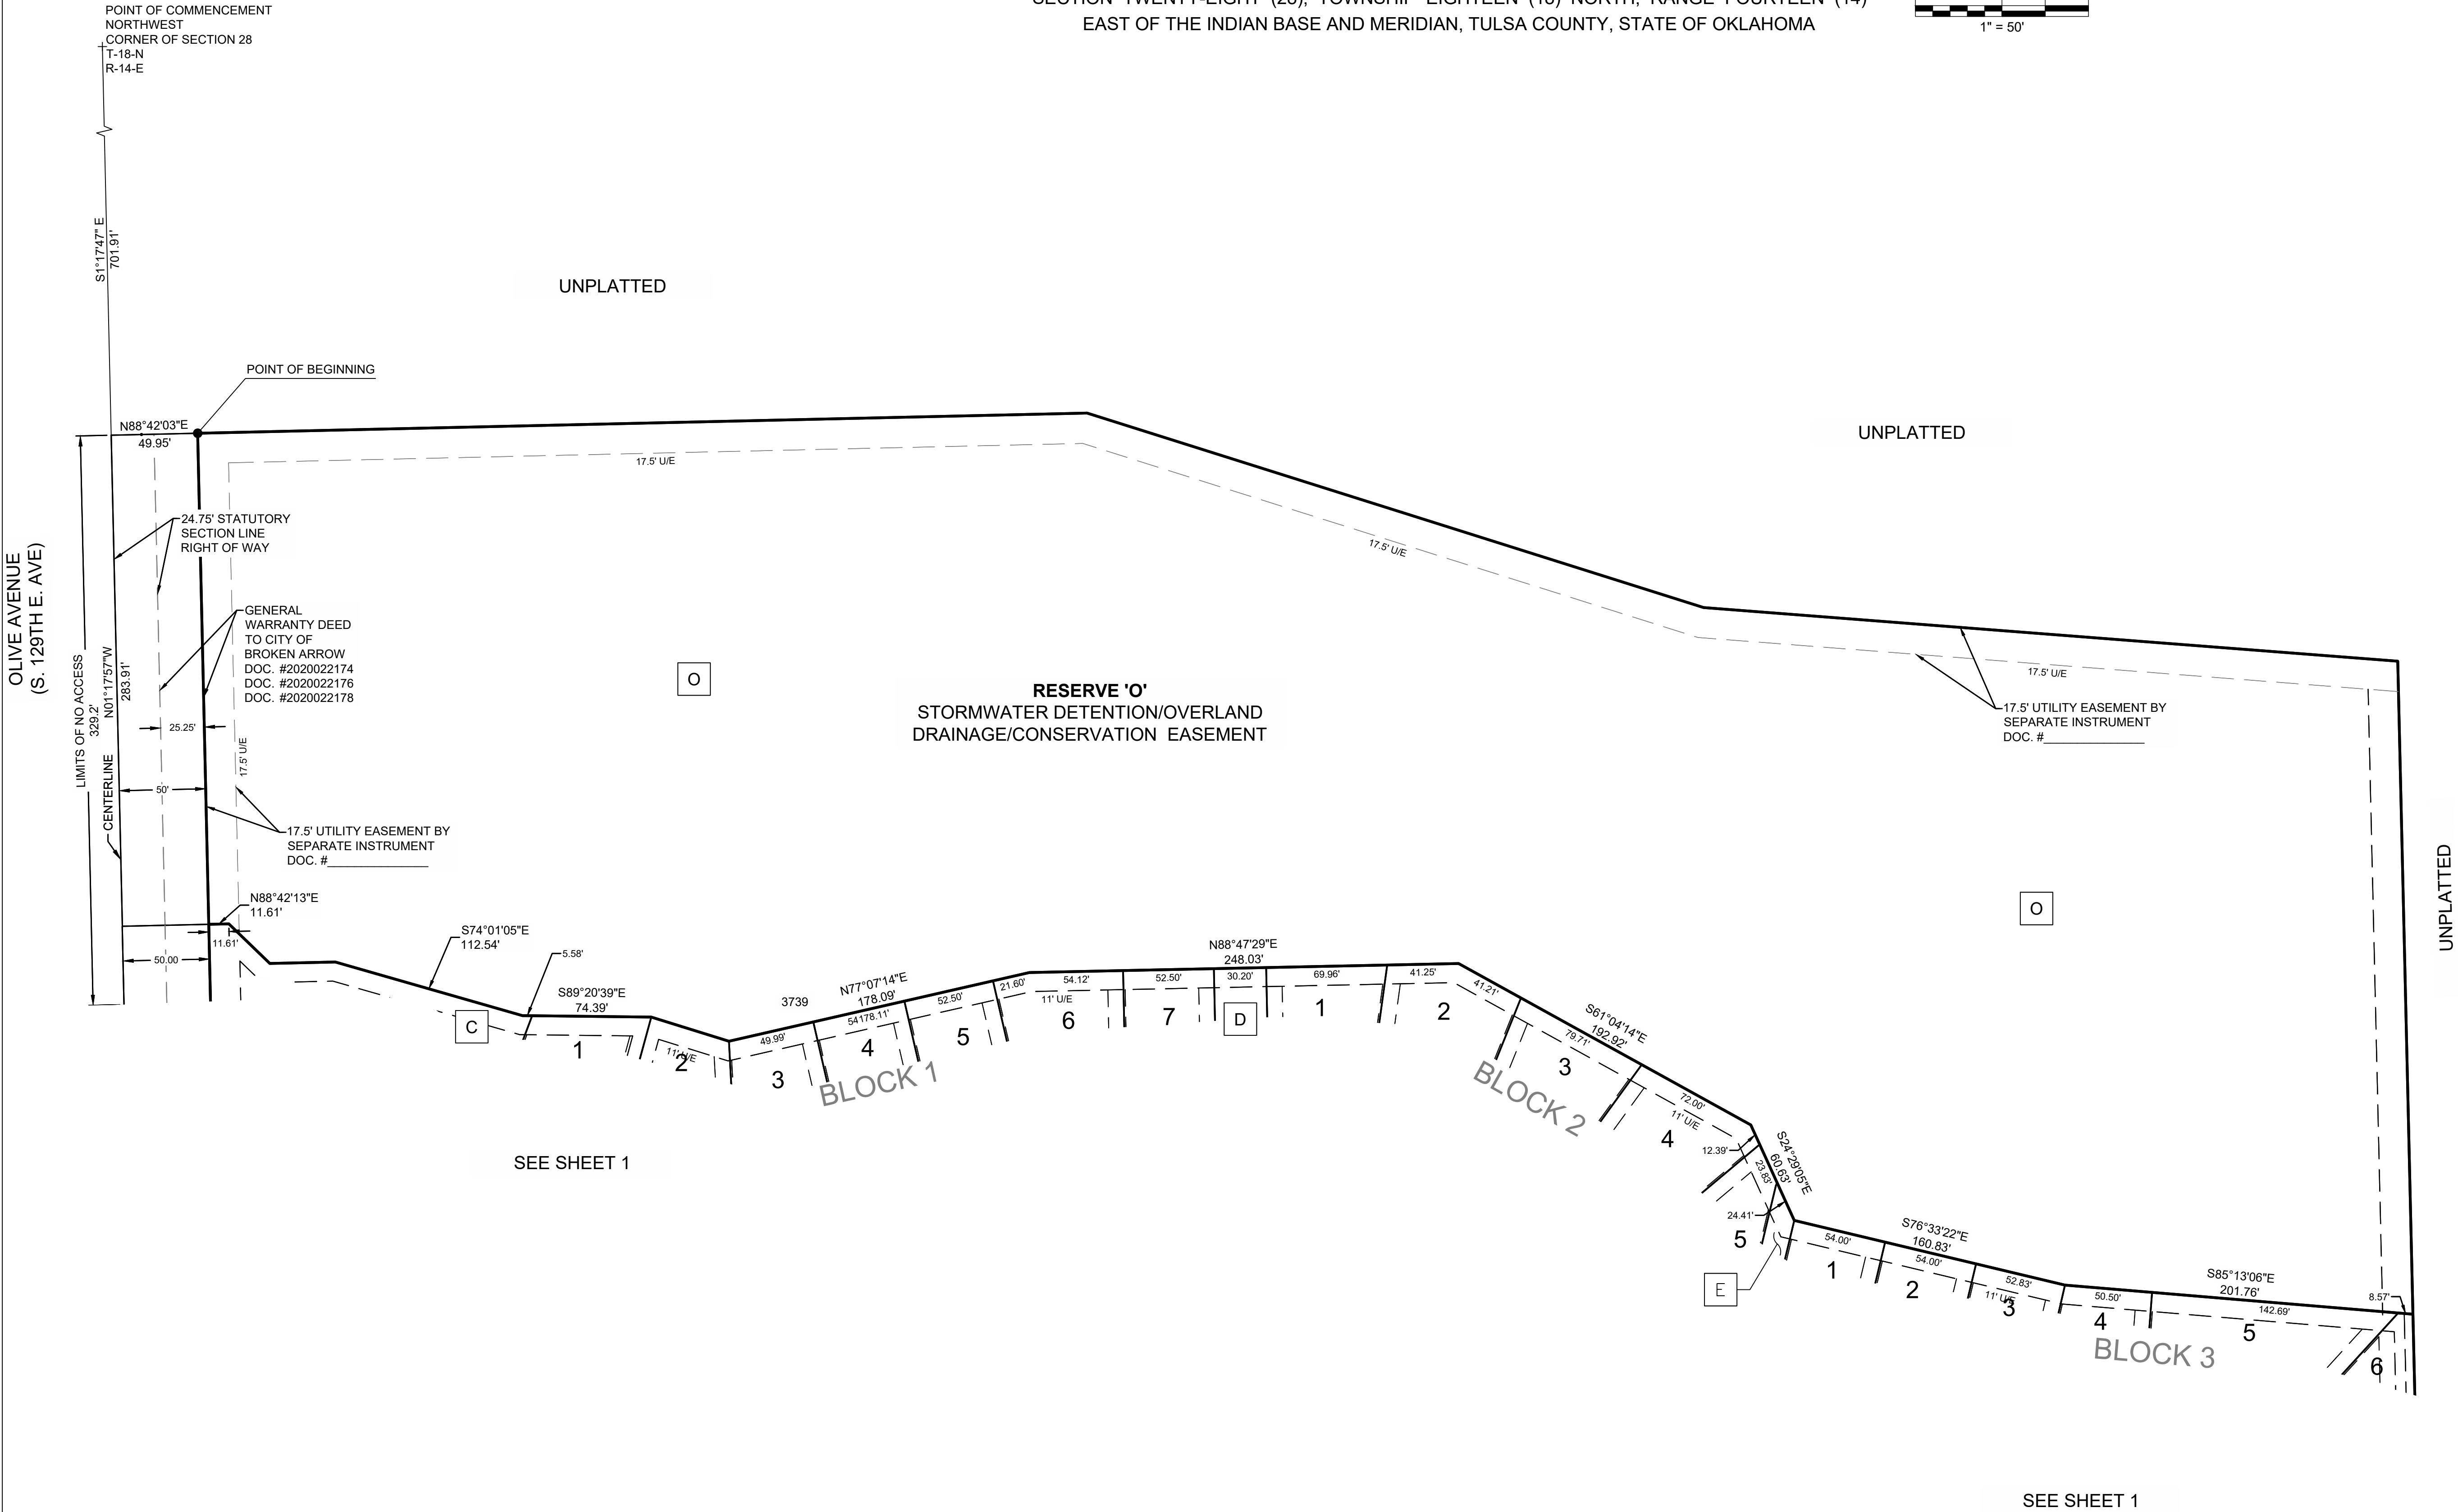 POINT OF COMMENCEMENT
NORTHWEST
CORNER OF SECTION 28
T-18-N
R-14-E
SECTION TWENTY-EIGHT (28), TOWNSHIP EIGHTEEN (18) NORTH, RANGE FOURTEEN (14)
EAST OF THE INDIAN BASE AND MERIDIAN, TULSA COUNTY, STATE OF OKLAHOMA
1" = 50'
S1°17'47" E
701.91'
UNPLATTED
POINT OF BEGINNING
N88°42'03"E
49.95'
UNPLATTED
17.5' U/E
24.75' STATUTORY
SECTION LINE
RIGHT OF WAY
17.5' U/E
OLIVE AVENUE
(S. 129TH E. AVE)
GENERAL
WARRANTY DEED
TO CITY OF
BROKEN ARROW
DOC. #2020022174
DOC. #2020022176
DOC. #2020022178
LIMITS OF NO ACCESS
329.2'
N01°17'57"W
283.91'
CENTERLINE
O
RESERVE 'O'
STORMWATER DETENTION/OVERLAND
DRAINAGE/CONSERVATION EASEMENT
17.5' U/E
17.5' UTILITY EASEMENT BY
SEPARATE INSTRUMENT
DOC. #_______________
25.25'
17.5' U/E
50'
17.5' UTILITY EASEMENT BY
SEPARATE INSTRUMENT
DOC. #_______________
UNPLATTED
N88°42'13"E
11.61'
O
11.61'
50.00
S74°01'05"E
112.54'
5.58'
S89°20'39"E
74.39'
C
1
11' U/E
2
3739
N77°07'14"E
178.09'
49.99'
54178.11'
52.50'
21.60'
3
4
5
BLOCK 1
N88°47'29"E
248.03'
54.12'
52.50'
30.20'
69.96'
41.25'
11' U/E
6
7
D
1
2
41.21'
S61°04'14"E
192.92'
79.71'
72.00'
11' U/E
3
4
BLOCK 2
12.39'
S24°29'05"E
60.63'
23.83'
24.41'
5
E
S76°33'22"E
160.83'
54.00'
54.00'
52.83'
11' U/E
1
2
3
S85°13'06"E
201.76'
50.50'
142.69'
8.57'
4
5
6
BLOCK 3
SEE SHEET 1
SEE SHEET 1